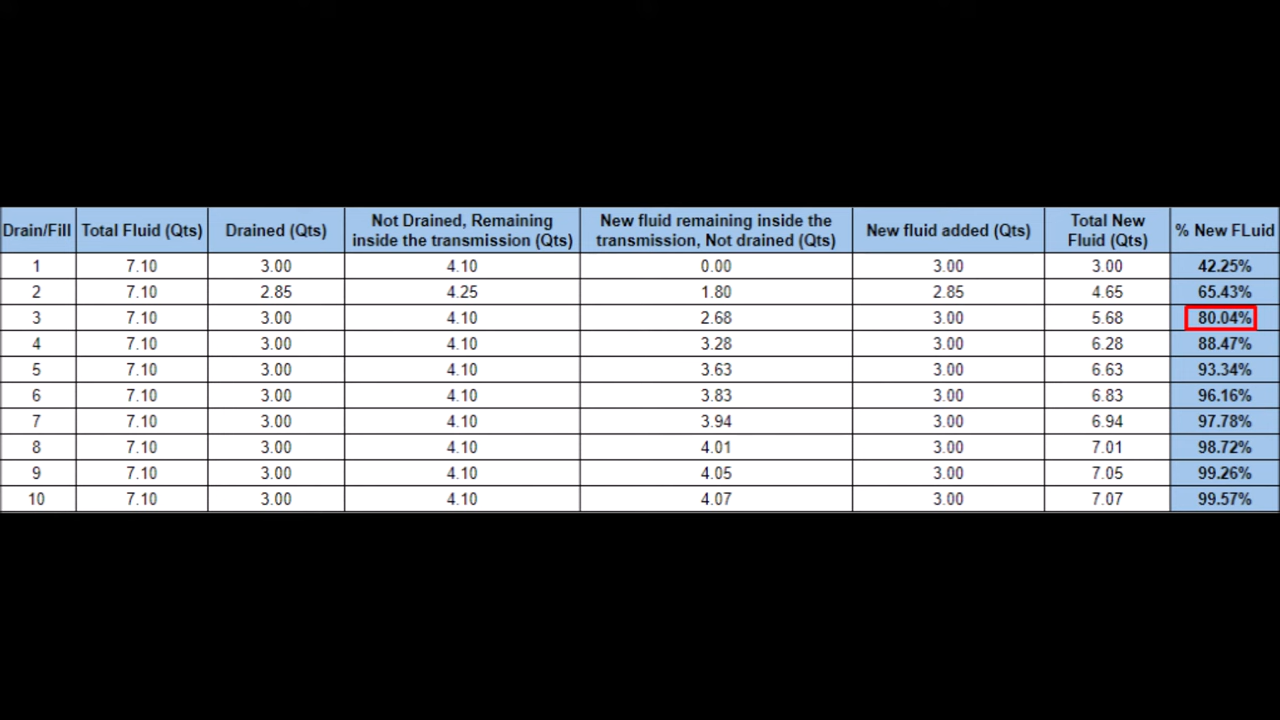 Drain/Fill Total Fluid (Qts) Drained (Qts) Not Drained, Remaining inside the transmission (Qts) New fluid remaining inside the transmission, Not drained (Qts) New fluid added (Qts) Total New Fluid (Qts) % New FLuid
1 7.10 3.00 4.10 0.00 3.00 3.00 42.25%
2 7.10 2.85 4.25 1.80 2.85 4.65 65.43%
3 7.10 3.00 4.10 2.68 3.00 5.68 80.04%
4 7.10 3.00 4.10 3.28 3.00 6.28 88.47%
5 7.10 3.00 4.10 3.63 3.00 6.63 93.34%
6 7.10 3.00 4.10 3.83 3.00 6.83 96.16%
7 7.10 3.00 4.10 3.94 3.00 6.94 97.78%
8 7.10 3.00 4.10 4.01 3.00 7.01 98.72%
9 7.10 3.00 4.10 4.05 3.00 7.05 99.26%
10 7.10 3.00 4.10 4.07 3.00 7.07 99.57%